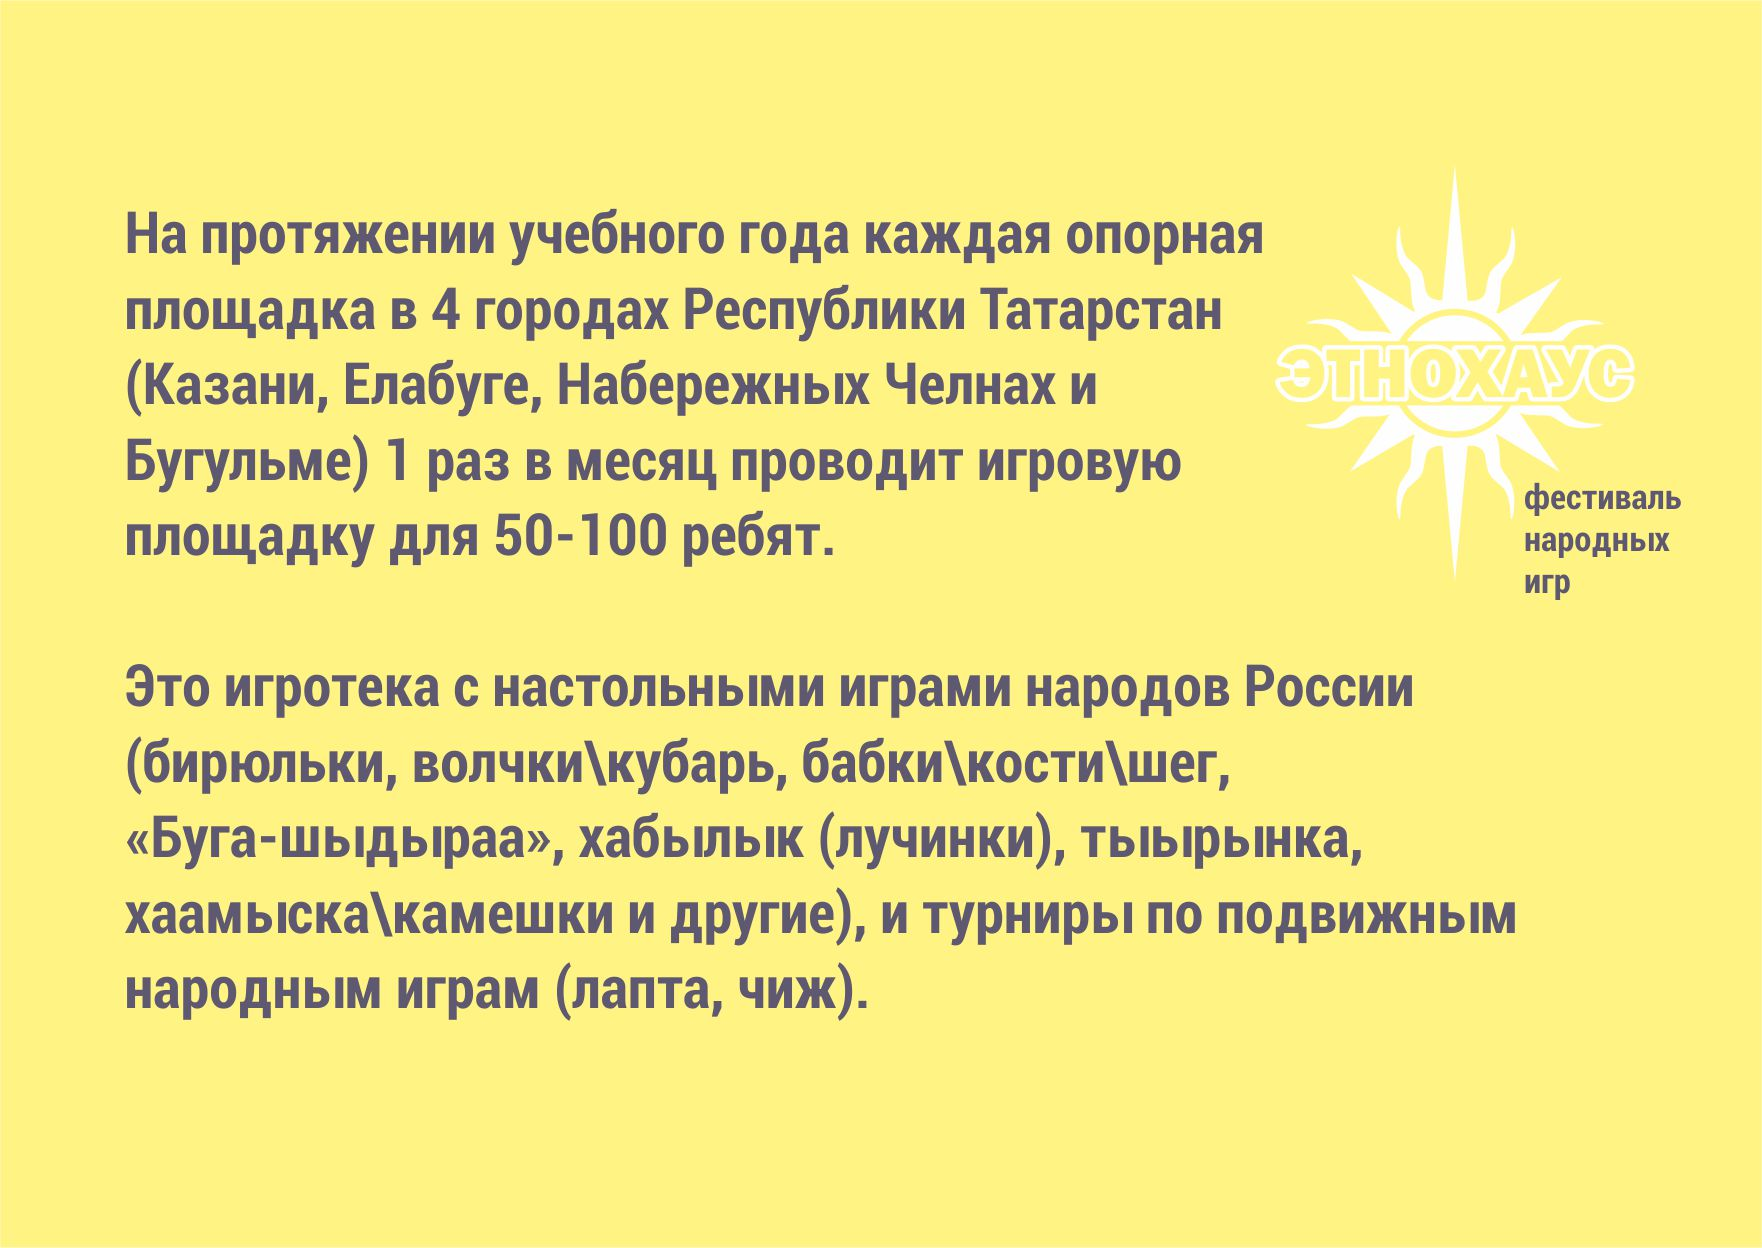 На протяжении учебного года каждая опорная
площадка в 4 городах Республики Татарстан
(Казани, Елабуге, Набережных Челнах и
Бугульме) 1 раз в месяц проводит игровую
площадку для 50-100 ребят.
ЭТНОХАУС
фестиваль
народных
игр
Это игротека с настольными играми народов России
(бирюльки, волчки\кубарь, бабки\кости\шег,
«Буга-шыдыраа», хабылык (лучинки), тыырынка,
хаамыска\камешки и другие), и турниры по подвижным
народным играм (лапта, чиж).